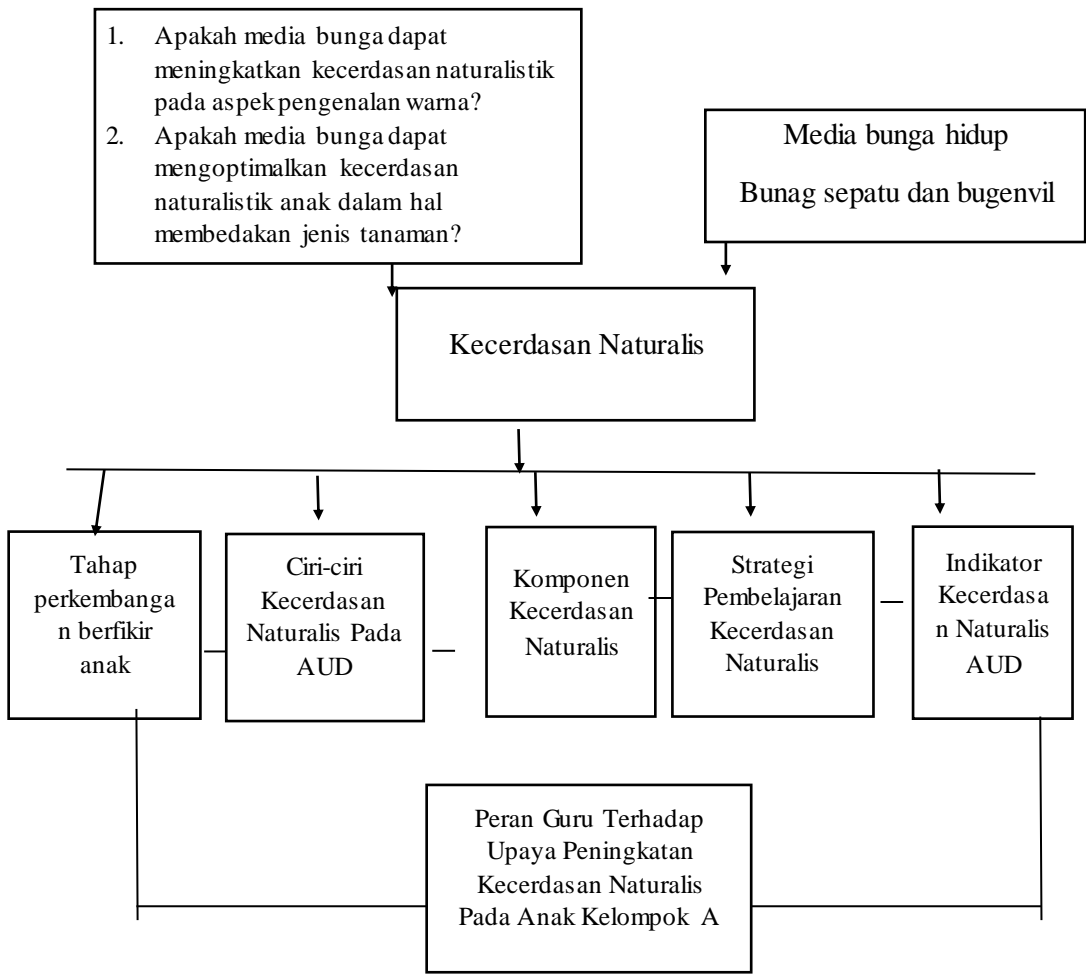 1. Apakah media bunga dapat
meningkatkan kecerdasan naturalistik
pada aspek pengenalan warna?
2. Apakah media bunga dapat
mengoptimalkan kecerdasan
naturalistik anak dalam hal
membedakan jenis tanaman?
Media bunga hidup
Bunag sepatu dan bugenvil
Kecerdasan Naturalis
Tahap
perkembanga
n berfikir
anak
Ciri-ciri
Kecerdasan
Naturalis Pada
AUD
Komponen
Kecerdasan
Naturalis
Strategi
Pembelajaran
Kecerdasan
Naturalis
Indikator
Kecerdasa
n Naturalis
AUD
Peran Guru Terhadap
Upaya Peningkatan
Kecerdasan Naturalis
Pada Anak Kelompok A